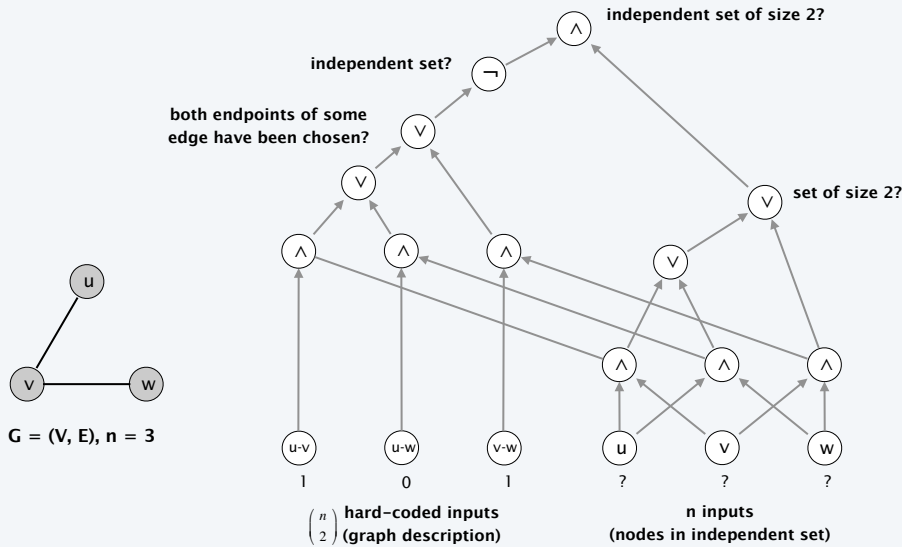 independent set of size 2?
∧
independent set?
¬
both endpoints of some
edge have been chosen?
∨
∨
∨
set of size 2?
∧
∧
∧
∨
u
v
w
∧
∧
∧
G = (V, E), n = 3
u-v
u-w
v-w
u
v
w
1
0
1
?
?
?
(n 2) hard-coded inputs
(graph description)
n inputs
(nodes in independent set)